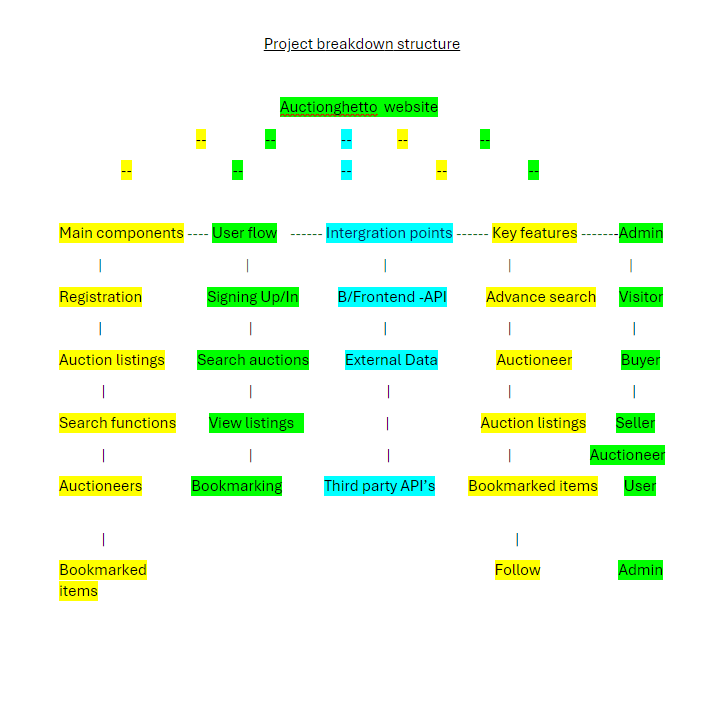 Project breakdown structure
Auctionghetto website
-- -- -- -- --
-- -- -- -- --
Main components ---- User flow ------ Intergration points ------ Key features -------Admin
| | | | |
Registration Signing Up/In B/Frontend -API Advance search Visitor
| | | | |
Auction listings Search auctions External Data Auctioneer Buyer
| | | | |
Search functions View listings | Auction listings Seller
| | | | Auctioneer
Auctioneers Bookmarking Third party API's Bookmarked items User
| |
Bookmarked Follow Admin
items